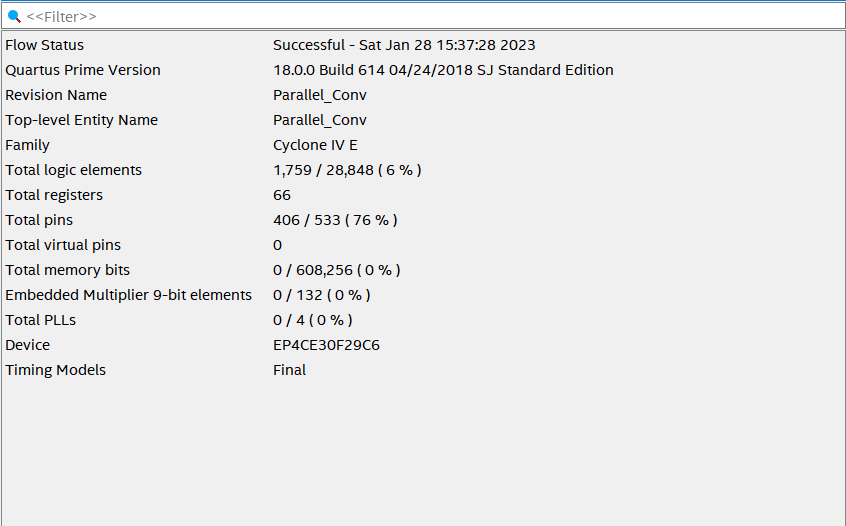 <<Filter>>
Flow Status Successful - Sat Jan 28 15:37:28 2023
Quartus Prime Version 18.0.0 Build 614 04/24/2018 SJ Standard Edition
Revision Name Parallel_Conv
Top-level Entity Name Parallel_Conv
Family Cyclone IV E
Total logic elements 1,759 / 28,848 ( 6 % )
Total registers 66
Total pins 406 / 533 ( 76 % )
Total virtual pins 0
Total memory bits 0 / 608,256 ( 0 % )
Embedded Multiplier 9-bit elements 0 / 132 ( 0 % )
Total PLLs 0 / 4 ( 0 % )
Device EP4CE30F29C6
Timing Models Final